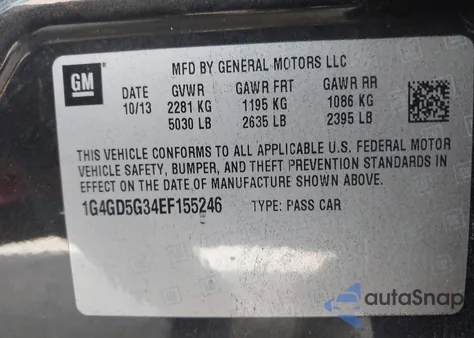 GM
MFD BY GENERAL MOTORS LLC
DATE GVWR GAWR FRT GAWR RR
10/13 2281 KG 1195 KG 1086 KG
5030 LB 2635 LB 2395 LB
THIS VEHICLE CONFORMS TO ALL APPLICABLE U.S. FEDERAL MOTOR
VEHICLE SAFETY, BUMPER, AND THEFT PREVENTION STANDARDS IN
EFFECT ON THE DATE OF MANUFACTURE SHOWN ABOVE.
1G4GD5G34EF155246 TYPE: PASS CAR
autoSnap